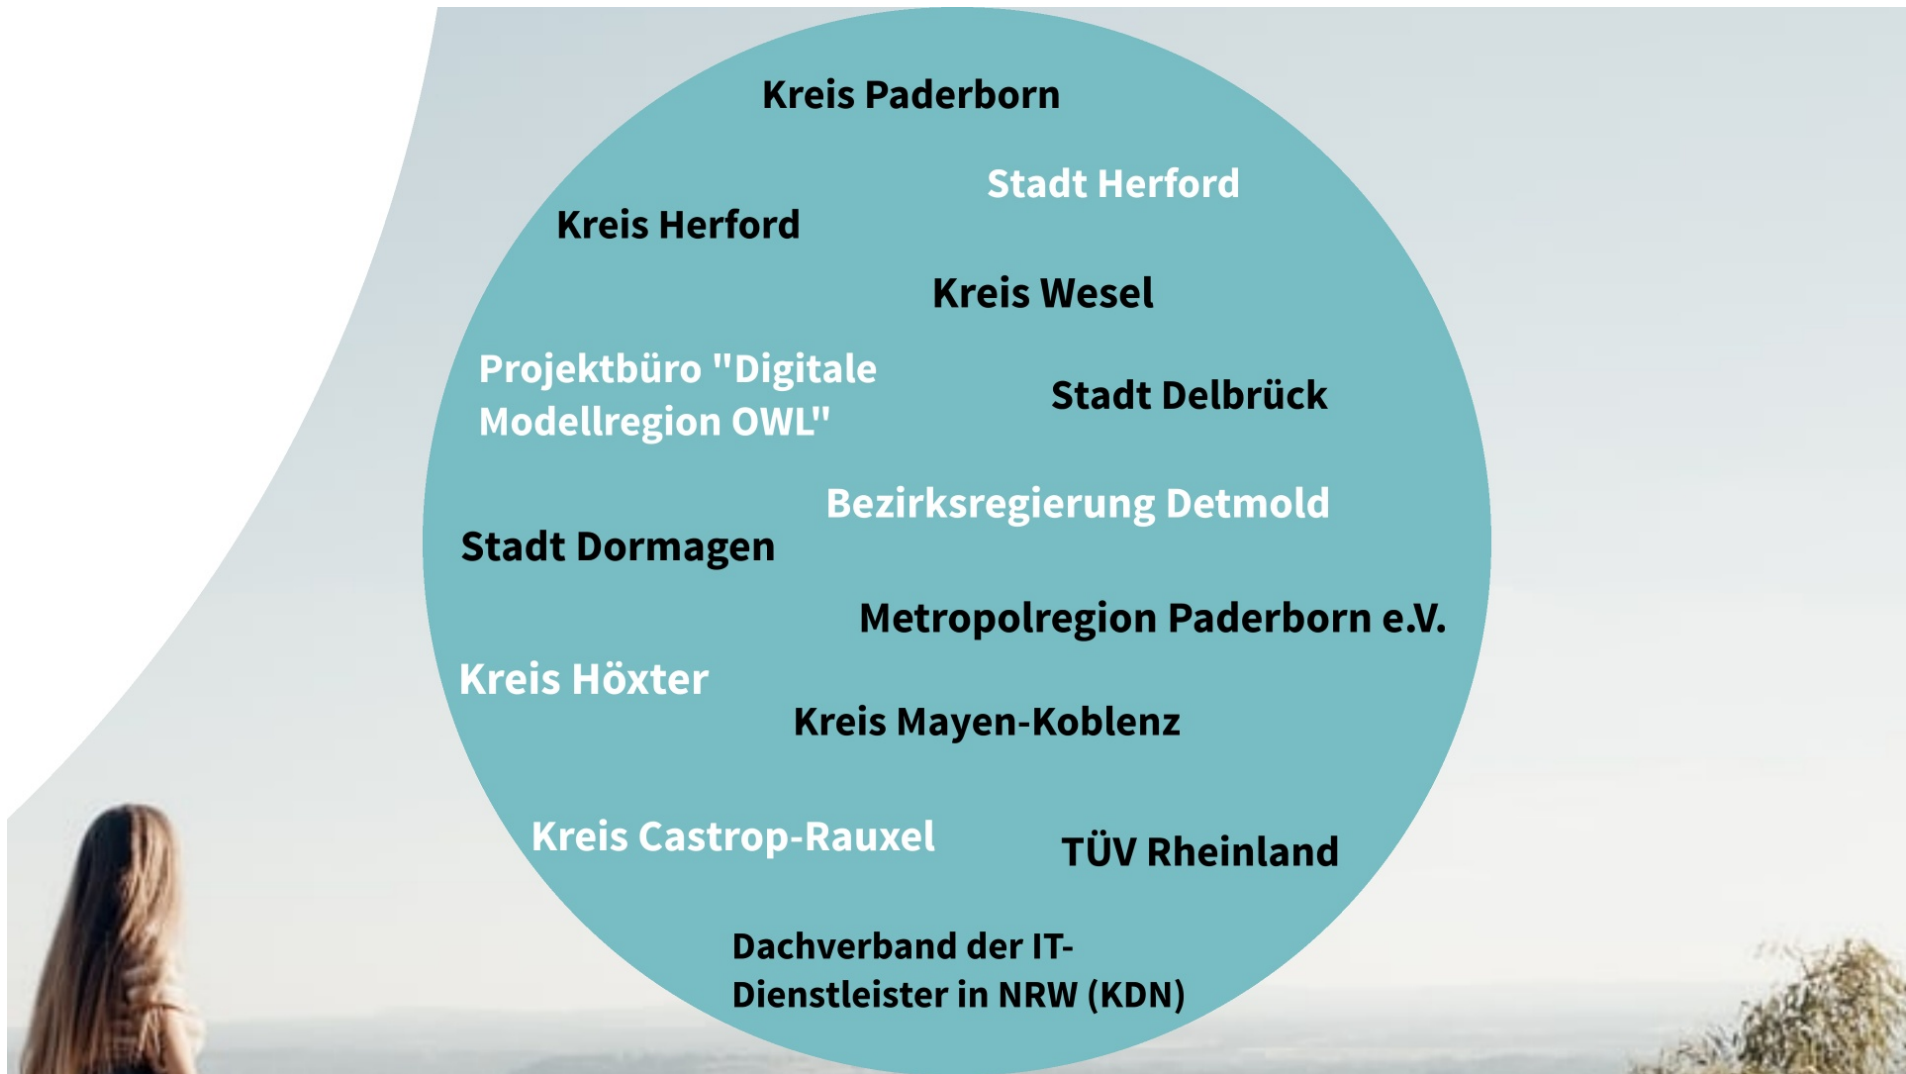 Kreis Paderborn
Stadt Herford
Kreis Herford
Kreis Wesel
Projektbüro "Digitale
Modellregion OWL"
Stadt Delbrück
Bezirksregierung Detmold
Stadt Dormagen
Metropolregion Paderborn e.V.
Kreis Höxter
Kreis Mayen-Koblenz
Kreis Castrop-Rauxel
TÜV Rheinland
Dachverband der IT-
Dienstleister in NRW (KDN)